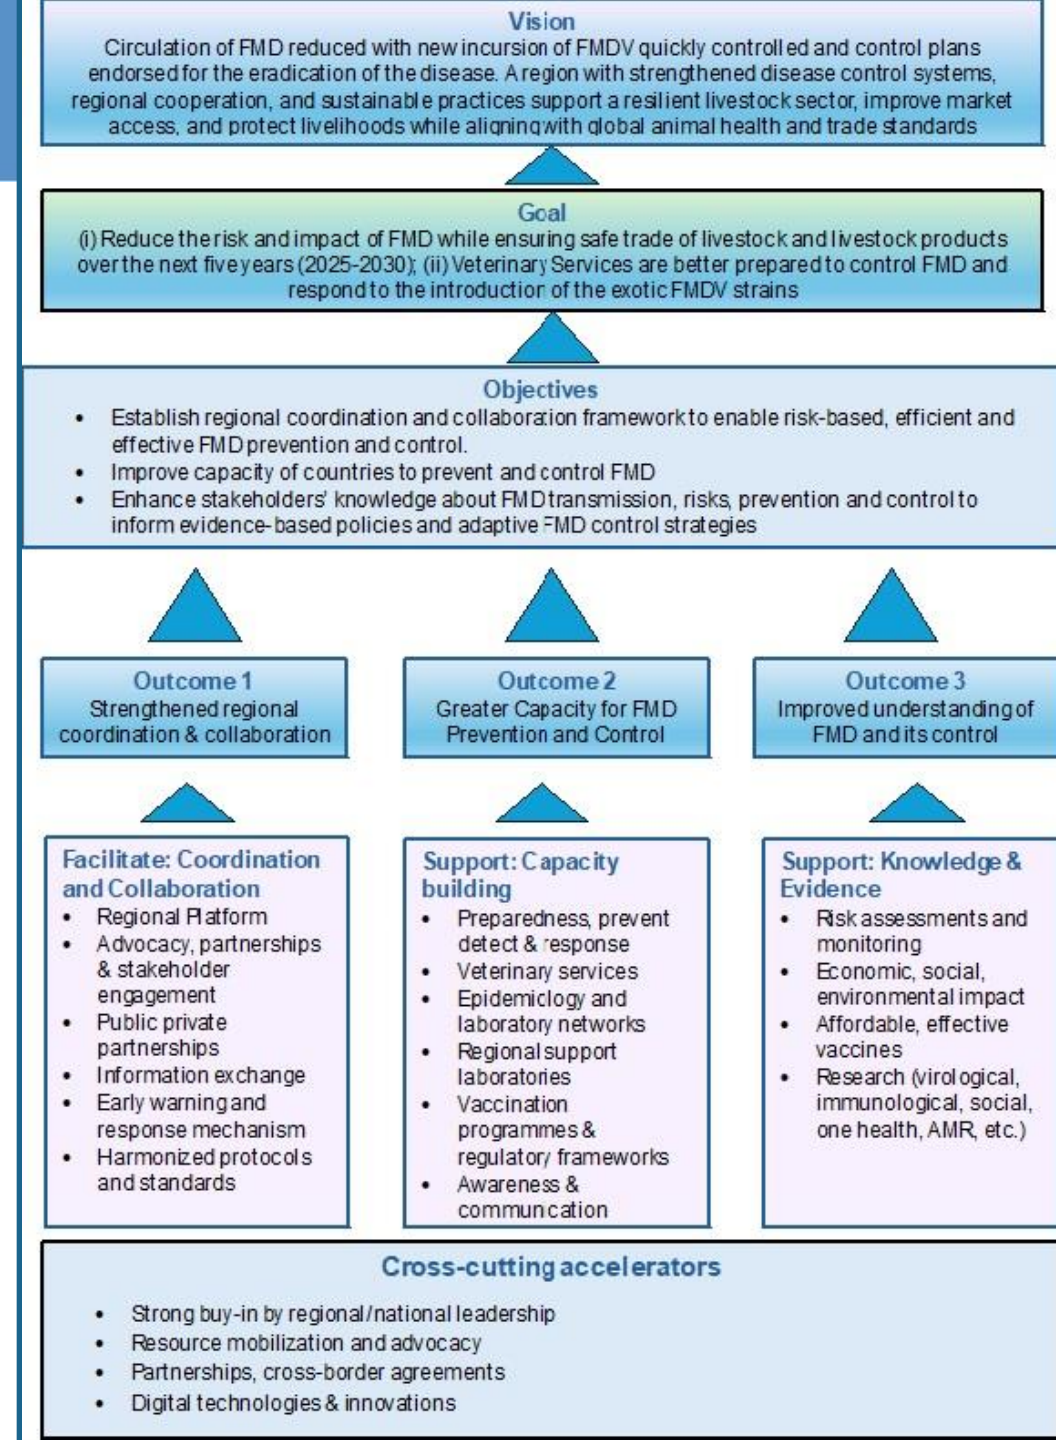 Vision
Circulation of FMD reduced with new incursion of FMDV quickly controlled and control plans
endorsed for the eradication of the disease. A region with strengthened disease control systems,
regional cooperation, and sustainable practices support a resilient livestock sector, improve market
access, and protect livelihoods while aligning with global animal health and trade standards
Goal
(i) Reduce the risk and impact of FMD while ensuring safe trade of livestock and livestock products
over the next five years (2025-2030); (ii) Veterinary Services are better prepared to control FMD and
respond to the introduction of the exotic FMDV strains
Objectives
• Establish regional coordination and collaboration framework to enable risk-based, efficient and
effective FMD prevention and control.
• Improve capacity of countries to prevent and control FMD
• Enhance stakeholders' knowledge about FMD transmission, risks, prevention and control to
inform evidence-based policies and adaptive FMD control strategies
Outcome 1
Strengthened regional
coordination & collaboration
Outcome 2
Greater Capacity for FMD
Prevention and Control
Outcome 3
Improved understanding of
FMD and its control
Facilitate: Coordination
and Collaboration
• Regional Platform
• Advocacy, partnerships
& stakeholder
engagement
• Public private
partnerships
• Information exchange
• Early warning and
response mechanism
• Harmonized protocols
and standards
Support: Capacity
building
• Preparedness, prevent
detect & response
• Veterinary services
• Epidemiology and
laboratory networks
• Regional support
laboratories
• Vaccination
programmes &
regulatory frameworks
• Awareness &
communication
Support: Knowledge &
Evidence
• Risk assessments and
monitoring
• Economic, social,
environmental impact
• Affordable, effective
vaccines
• Research (virological,
immunological, social,
one health, AMR, etc.)
Cross-cutting accelerators
• Strong buy-in by regional/national leadership
• Resource mobilization and advocacy
• Partnerships, cross-border agreements
• Digital technologies & innovations